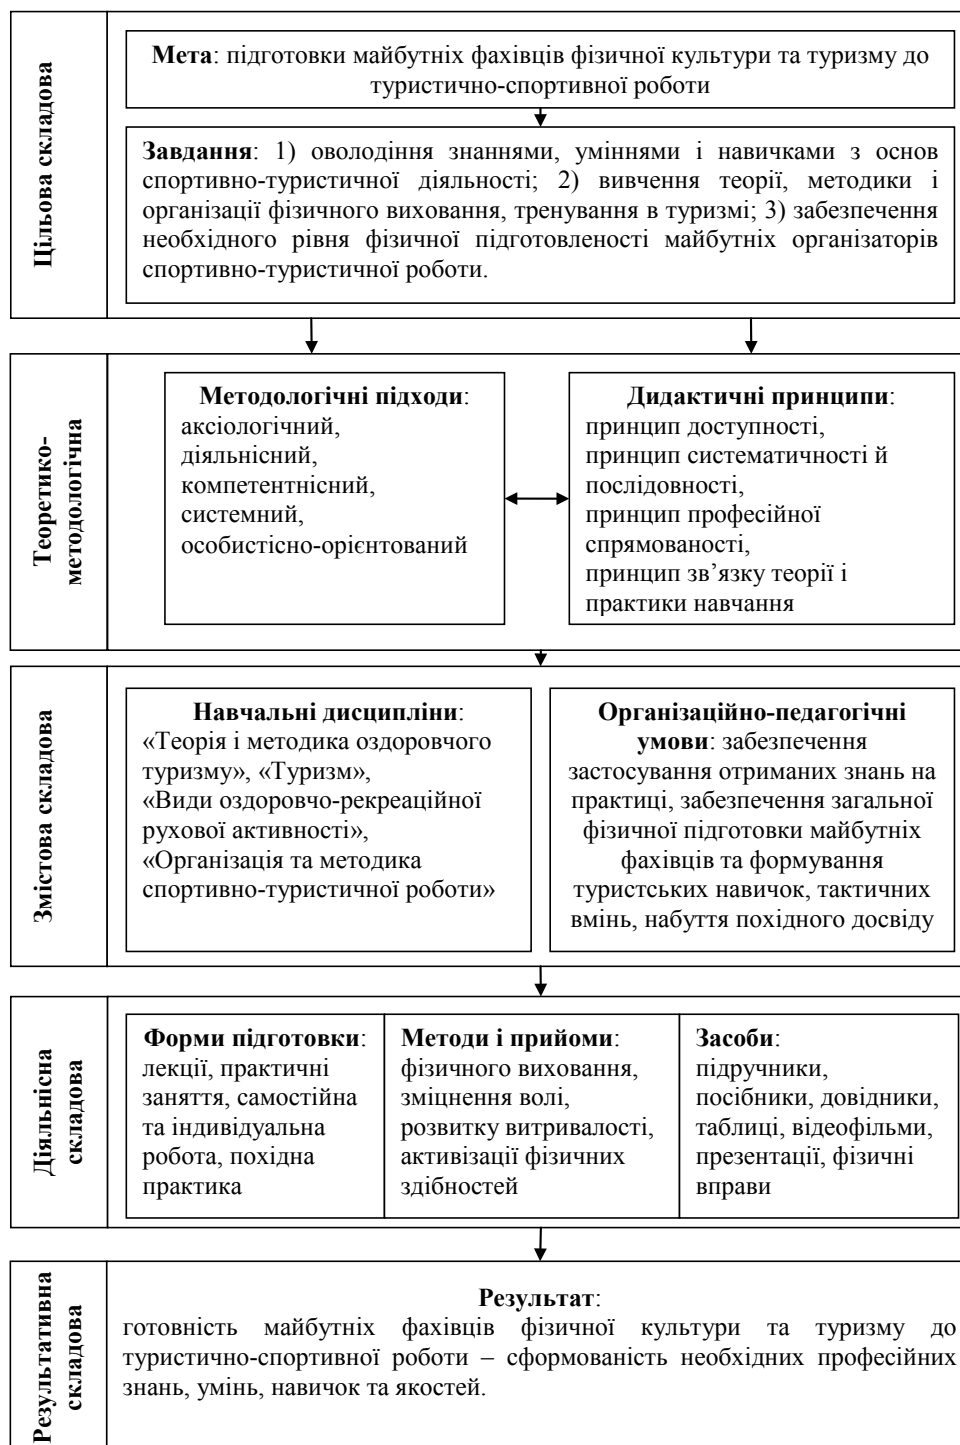 Цільова складова
Мета: підготовки майбутніх фахівців фізичної культури та туризму до
туристично-спортивної роботи
Завдання: 1) оволодіння знаннями, уміннями і навичками з основ
спортивно-туристичної діяльності; 2) вивчення теорії, методики і
організації фізичного виховання, тренування в туризмі; 3) забезпечення
необхідного рівня фізичної підготовленості майбутніх організаторів
спортивно-туристичної роботи.
Теоретико-
методологічна
Методологічні підходи:
аксіологічний,
діяльнісний,
компетентнісний,
системний,
особистісно-орієнтований
Дидактичні принципи:
принцип доступності,
принцип систематичності й
послідовності,
принцип професійної
спрямованості,
принцип зв’язку теорії і
практики навчання
Змістова складова
Навчальні дисципліни:
«Теорія і методика оздоровчого
туризму», «Туризм»,
«Види оздоровчо-рекреаційної
рухової активності»,
«Організація та методика
спортивно-туристичної роботи»
Організаційно-педагогічні
умови: забезпечення
застосування отриманих знань на
практиці, забезпечення загальної
фізичної підготовки майбутніх
фахівців та формування
туристських навичок, тактичних
вмінь, набуття похідного досвіду
Діяльнісна
складова
Форми підготовки:
лекції, практичні
заняття, самостійна
та індивідуальна
робота, похідна
практика
Методи і прийоми:
фізичного виховання,
зміцнення волі,
розвитку витривалості,
активізації фізичних
здібностей
Засоби:
підручники,
посібники, довідники,
таблиці, відеофільми,
презентації, фізичні
вправи
Результативна
складова
Результат:
готовність майбутніх фахівців фізичної культури та туризму до
туристично-спортивної роботи – сформованість необхідних професійних
знань, умінь, навичок та якостей.